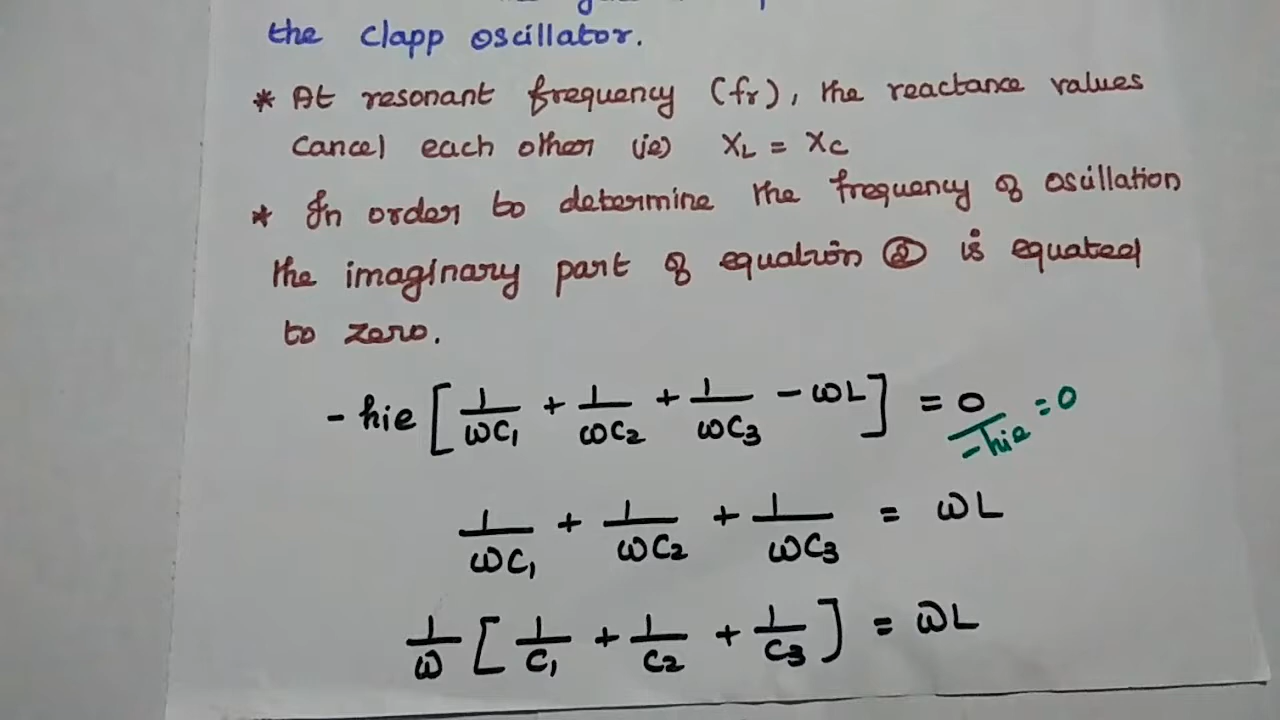 the clapp oscillator.
* At resonant frequency (fr), the reactance values
cancel each other (ie) XL = XC
* In order to determine the frequency of oscillation
the imaginary part of equation ② is equated
to zero.
-hie [1/ωC₁ + 1/ωC₂ + 1/ωC₃ - ωL] = 0/-hie = 0
1/ωC₁ + 1/ωC₂ + 1/ωC₃ = ωL
1/ω [1/C₁ + 1/C₂ + 1/C₃] = ωL